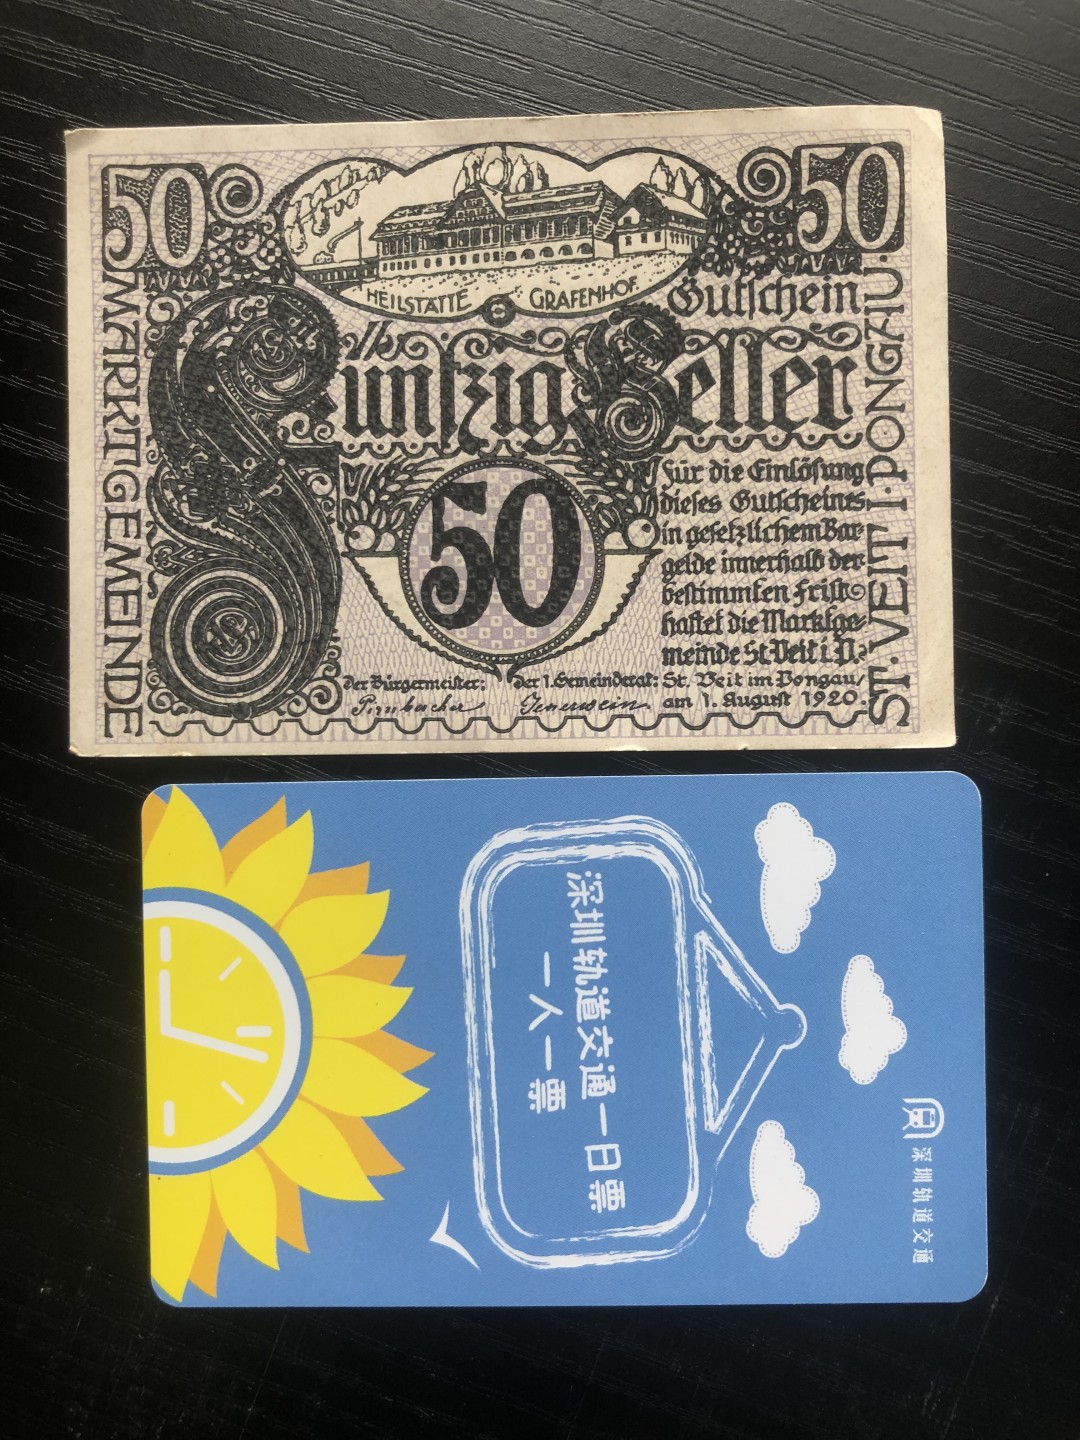 50
50
HEILSTÄTTE GRAFENHOF.
Gutschein
Fünfzig Heller
50
für die Einlösung
dieses Gutscheines
in gesetzlichem Bar-
gelde innerhalb der
bestimmten Frist
haftet die Marktge-
meinde St. Veit i. P.
der Bürgermeister:
der 1. Gemeinderat:
St. Veit im Pongau,
am 1. August 1920.
MARKTGEMEINDE
ST. VEIT I. PONGAU.
深圳轨道交通
深圳轨道交通一日票
一人一票